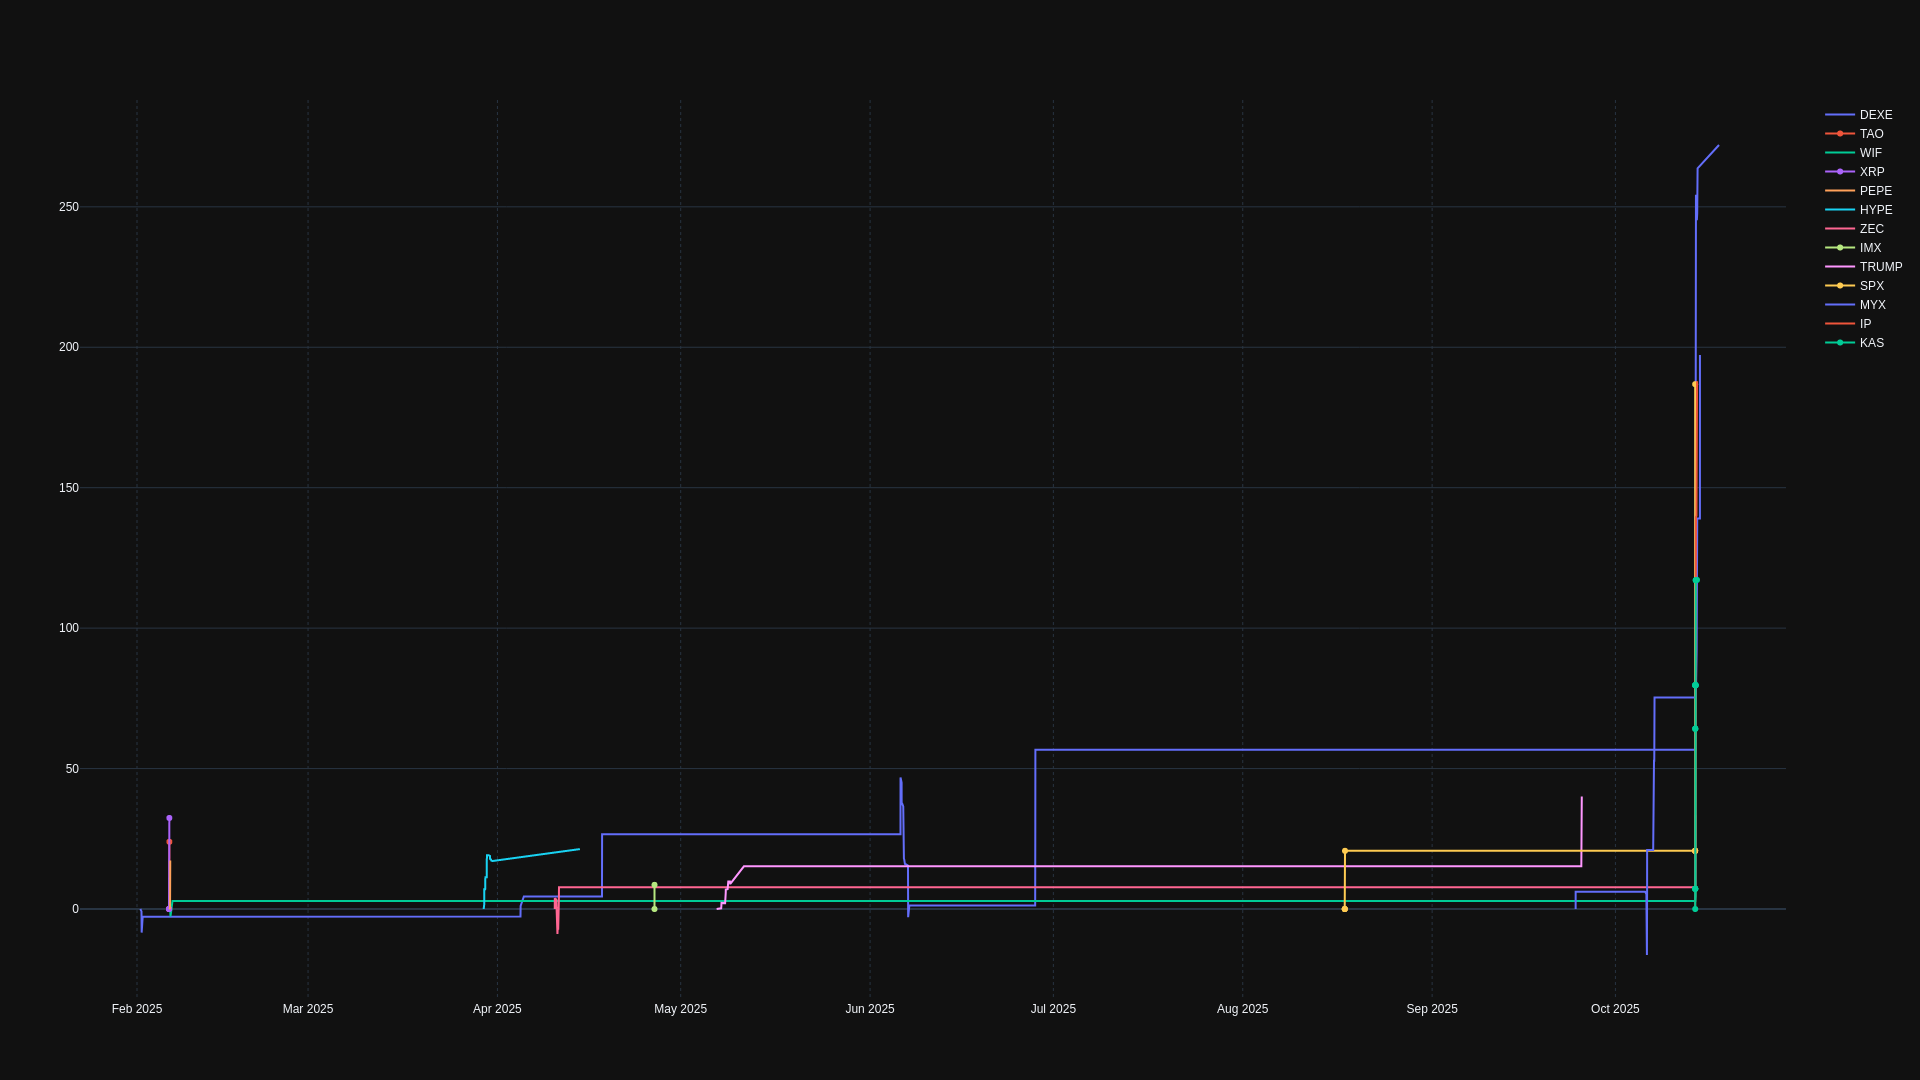 DEXE
TAO
WIF
XRP
PEPE
HYPE
ZEC
IMX
TRUMP
SPX
MYX
IP
KAS
250
200
150
100
50
0
Feb 2025
Mar 2025
Apr 2025
May 2025
Jun 2025
Jul 2025
Aug 2025
Sep 2025
Oct 2025